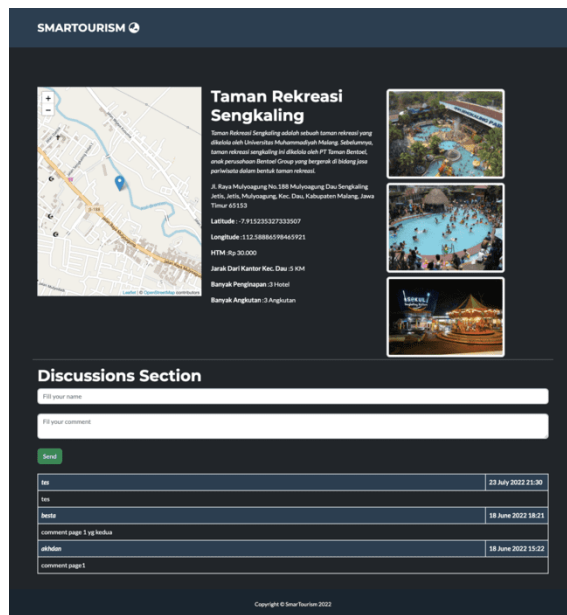 SMARTOURISM
+
−
Leaflet | © OpenStreetMap contributors
Taman Rekreasi
Sengkaling
Taman Rekreasi Sengkaling adalah sebuah taman rekreasi yang
dikelola oleh Universitas Muhammadiyah Malang. Sebelumnya,
taman rekreasi sengkaling ini dikelola oleh PT Taman Bentoel,
anak perusahaan Bentoel Group yang bergerak di bidang jasa
pariwisata dalam bentuk taman rekreasi.
Jl. Raya Mulyoagung No.188 Mulyoagung Dau Sengkaling
Jetis, Jetis, Mulyoagung, Kec. Dau, Kabupaten Malang, Jawa
Timur 65153
Latitude : -7.915235327333507
Longitude :112.58886598465921
HTM :Rp 30.000
Jarak Dari Kantor Kec. Dau :5 KM
Banyak Penginapan :3 Hotel
Banyak Angkutan :3 Angkutan
Discussions Section
Fill your name
Fil your comment
Send
tes 23 July 2022 21:30
tes
besta 18 June 2022 18:21
comment page 1 yg kedua
akhdan 18 June 2022 15:22
comment page1
Copyright © SmarTourism 2022